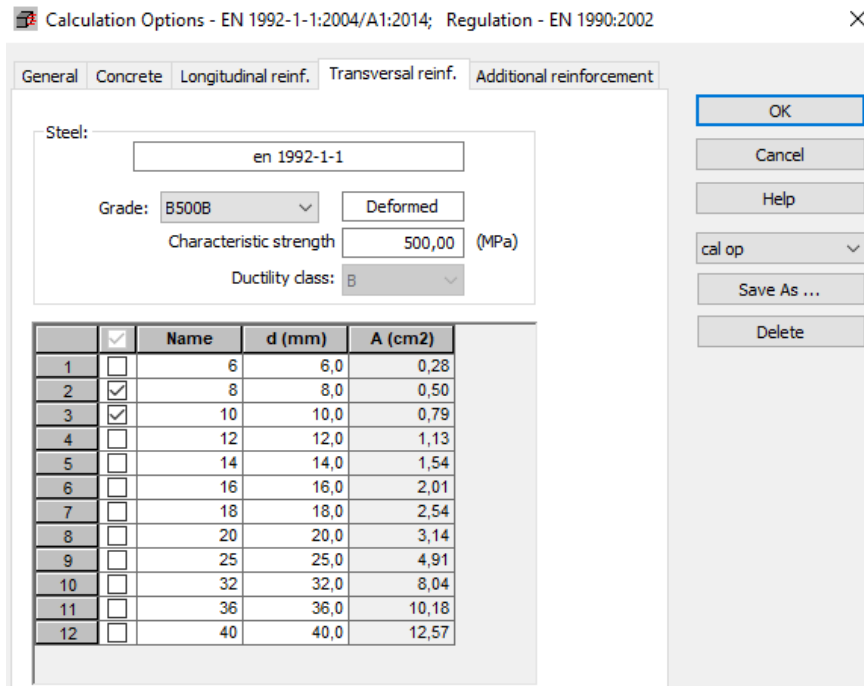 Calculation Options - EN 1992-1-1:2004/A1:2014; Regulation - EN 1990:2002
General Concrete Longitudinal reinf. Transversal reinf. Additional reinforcement
OK
Cancel
Help
cal op
Save As ...
Delete
Steel:
en 1992-1-1
Grade: B500B Deformed
Characteristic strength 500,00 (MPa)
Ductility class: B
Name d (mm) A (cm2)
1 6 6,0 0,28
2 8 8,0 0,50
3 10 10,0 0,79
4 12 12,0 1,13
5 14 14,0 1,54
6 16 16,0 2,01
7 18 18,0 2,54
8 20 20,0 3,14
9 25 25,0 4,91
10 32 32,0 8,04
11 36 36,0 10,18
12 40 40,0 12,57